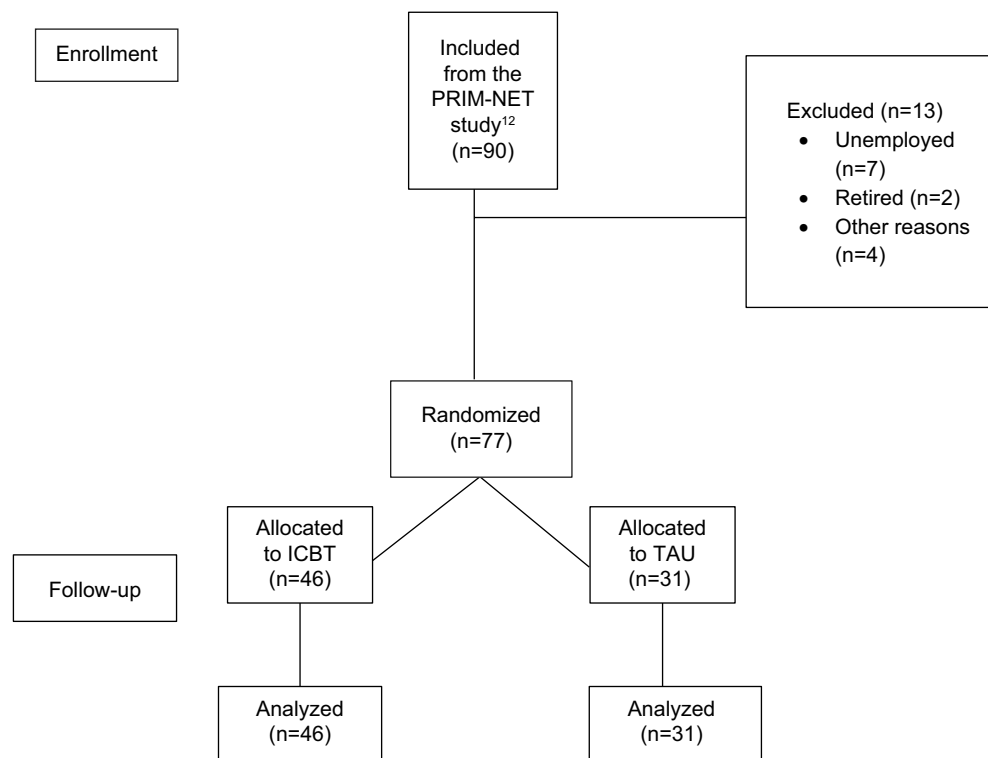 Enrollment
Included
from the
PRIM-NET
study¹²
(n=90)
Excluded (n=13)
• Unemployed
(n=7)
• Retired (n=2)
• Other reasons
(n=4)
Randomized
(n=77)
Allocated
to ICBT
(n=46)
Allocated
to TAU
(n=31)
Follow-up
Analyzed
(n=46)
Analyzed
(n=31)